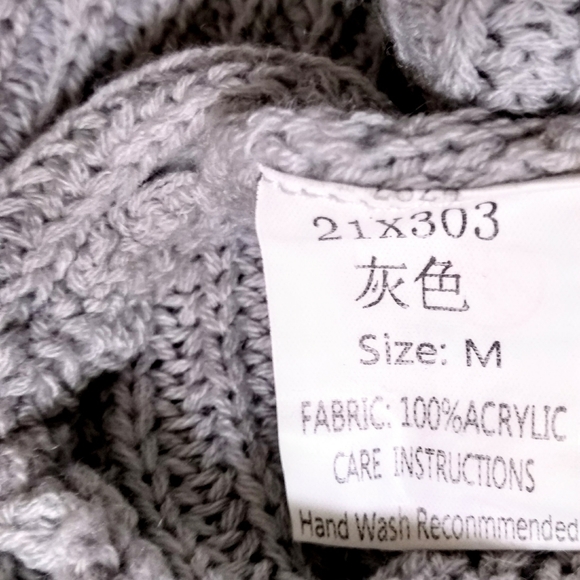 21X303
灰色
Size: M
FABRIC: 100%ACRYLIC
CARE INSTRUCTIONS
Hand Wash Reconmmended